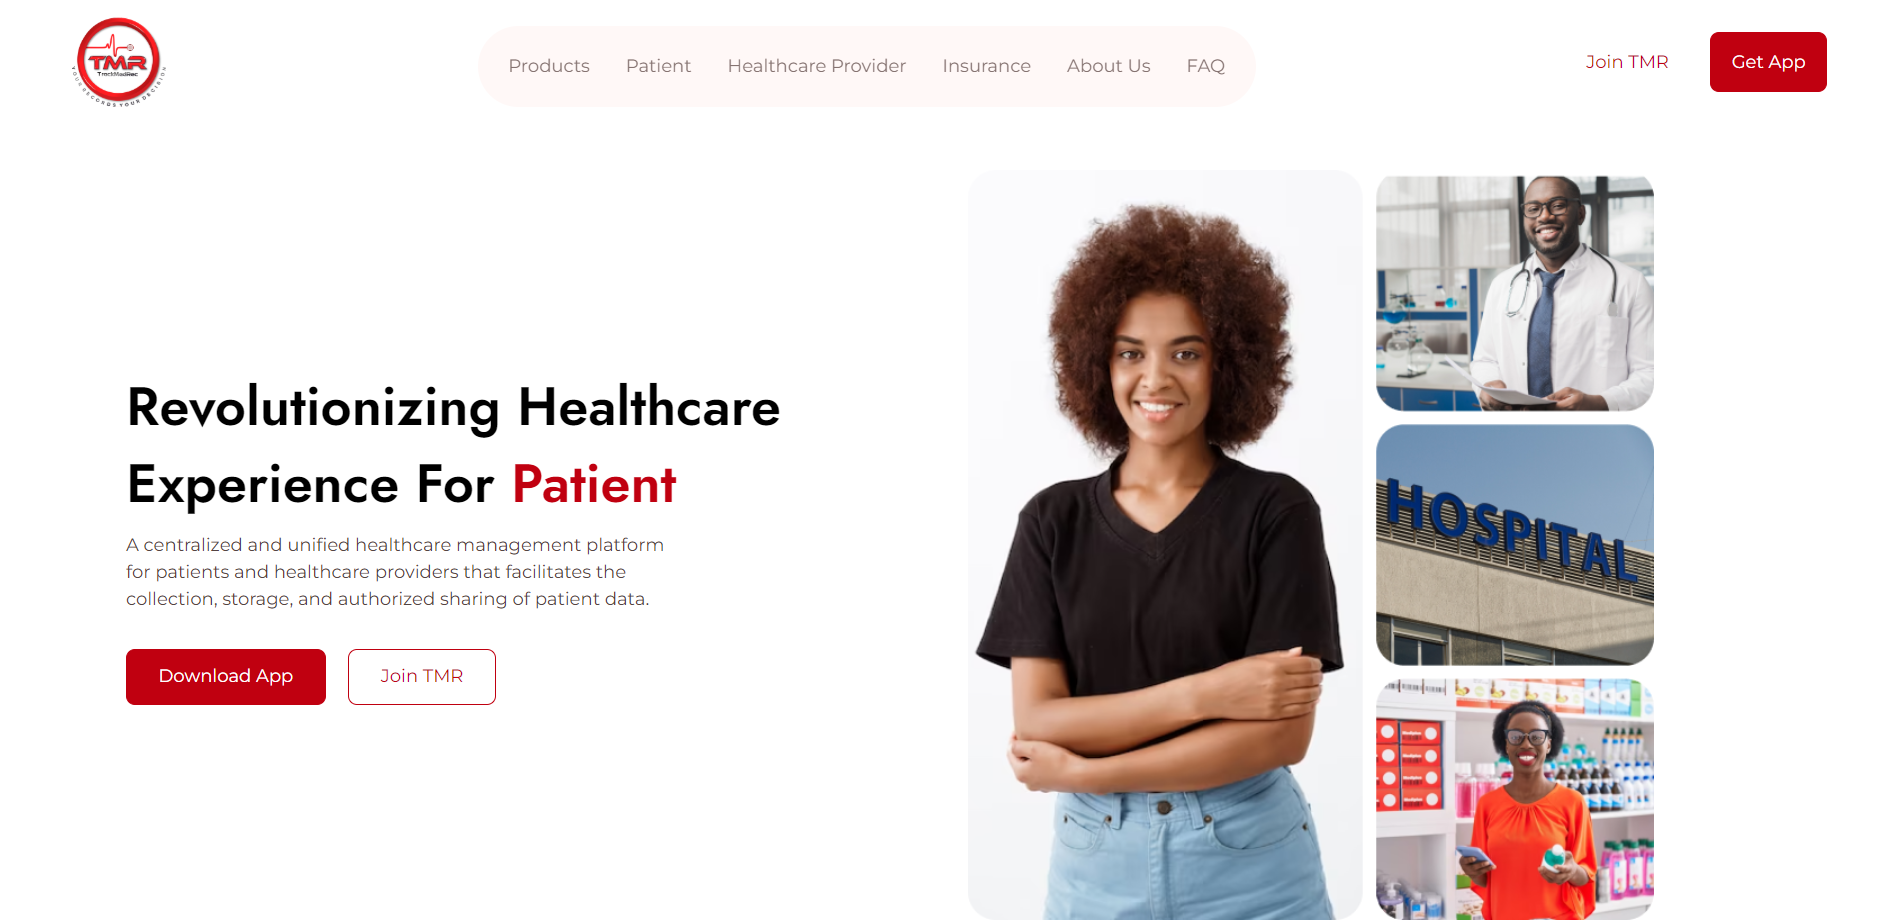 TMR
TrackMedRec
YOUR RECORDS YOUR DECISION
Products
Patient
Healthcare Provider
Insurance
About Us
FAQ
Join TMR
Get App
Revolutionizing Healthcare
Experience For Patient
A centralized and unified healthcare management platform
for patients and healthcare providers that facilitates the
collection, storage, and authorized sharing of patient data.
Download App
Join TMR
HOSPITAL